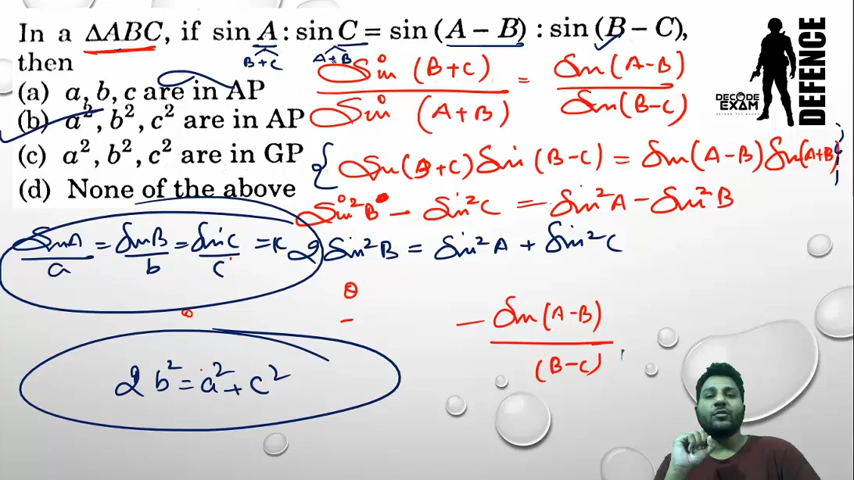 In a ΔABC, if sin A : sin C = sin (A − B) : sin (B − C),
then
B+C A+B
(a) a, b, c are in AP
(b) a², b², c² are in AP
(c) a², b², c² are in GP
(d) None of the above
Sin (B+C) / Sin (A+B) = Sin(A−B) / Sin(B−C)
{ Sin(B+C) Sin(B−C) = Sin(A−B) Sin(A+B)
Sin²B − Sin²C = Sin²A − Sin²B
SinA/a = SinB/b = SinC/c = K
2 Sin²B = Sin²A + Sin²C
θ
−
− Sin(A−B) / (B−C)
2b² = a² + c²
DECODE
EXAM
DEFENCE